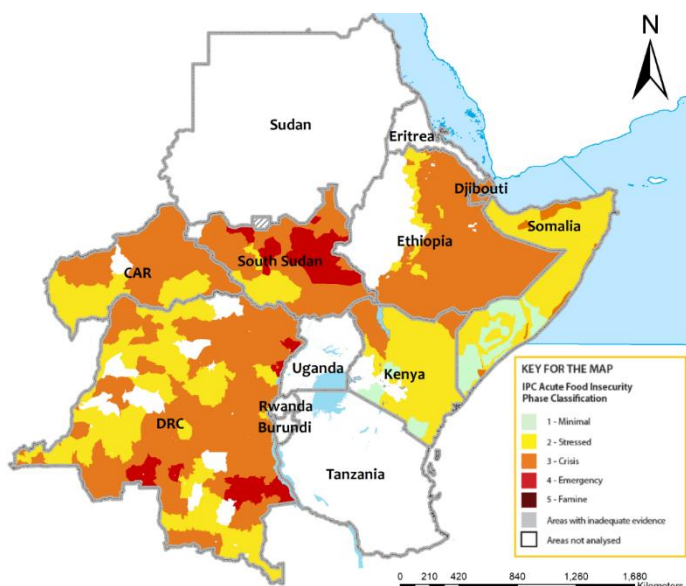 N
Sudan
Eritrea
Djibouti
Somalia
Ethiopia
South Sudan
CAR
Uganda
Kenya
Rwanda
DRC
Burundi
Tanzania
KEY FOR THE MAP
IPC Acute Food Insecurity
Phase Classification
1 - Minimal
2 - Stressed
3 - Crisis
4 - Emergency
5 - Famine
Areas with inadequate evidence
Areas not analysed
0 210 420 840 1,260 1,680
Kilometers